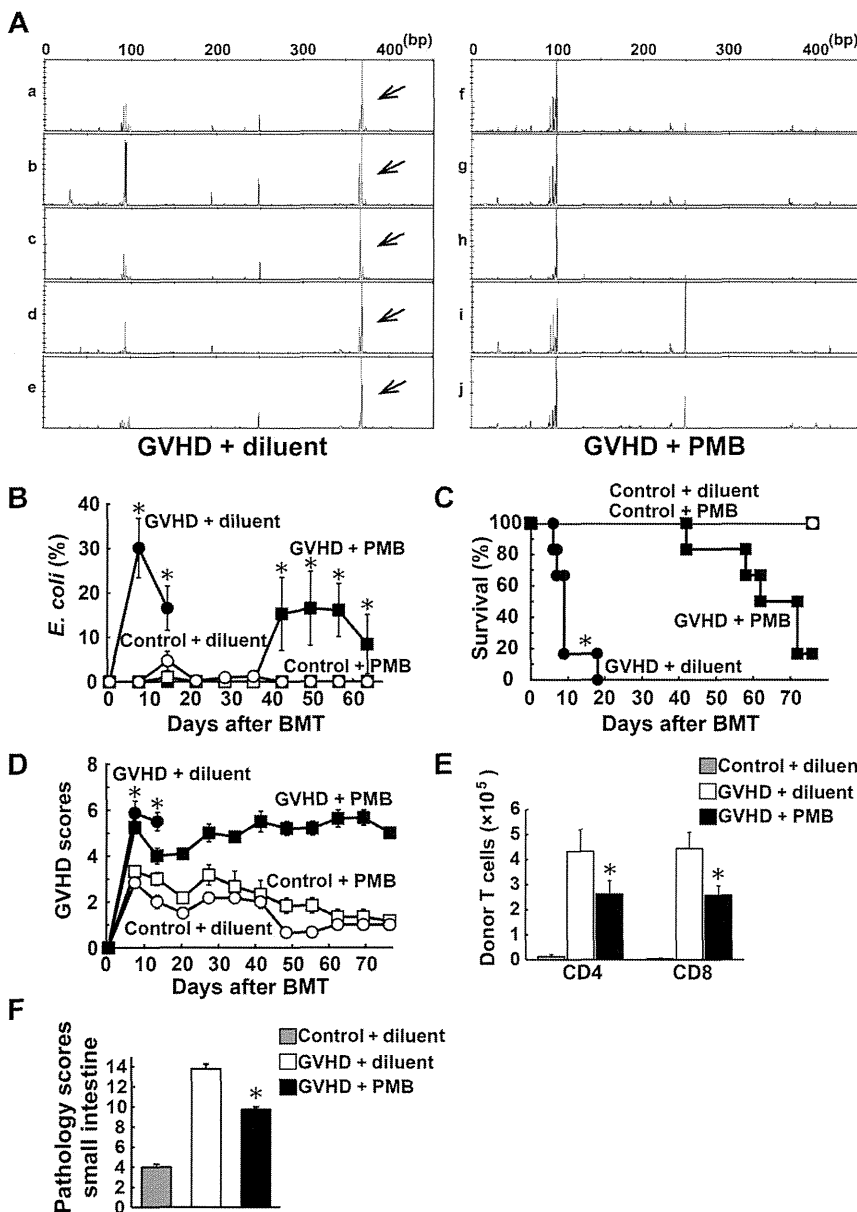 A
0 100 200 300 400 (bp)
0 100 200 300 400 (bp)
a
b
c
d
e
f
g
h
i
j
GVHD + diluent
GVHD + PMB
B
E. coli (%)
40
30
20
10
0
*
GVHD + diluent
*
GVHD + PMB
* * * *
Control + diluent
Control + PMB
0 10 20 30 40 50 60
Days after BMT
C
Survival (%)
Control + diluent
Control + PMB
100
80
60
40
20
0
GVHD + PMB
*
GVHD + diluent
0 10 20 30 40 50 60 70
Days after BMT
D
GVHD scores
8
6
4
2
0
GVHD + diluent
* *
GVHD + PMB
Control + PMB
Control + diluent
0 10 20 30 40 50 60 70
Days after BMT
E
Control + diluen
GVHD + diluent
GVHD + PMB
Donor T cells (×10⁵)
6
5
4
3
2
1
0
*
*
CD4 CD8
F
Control + diluent
GVHD + diluent
GVHD + PMB
Pathology scores
small intestine
14
12
10
8
6
4
2
0
*